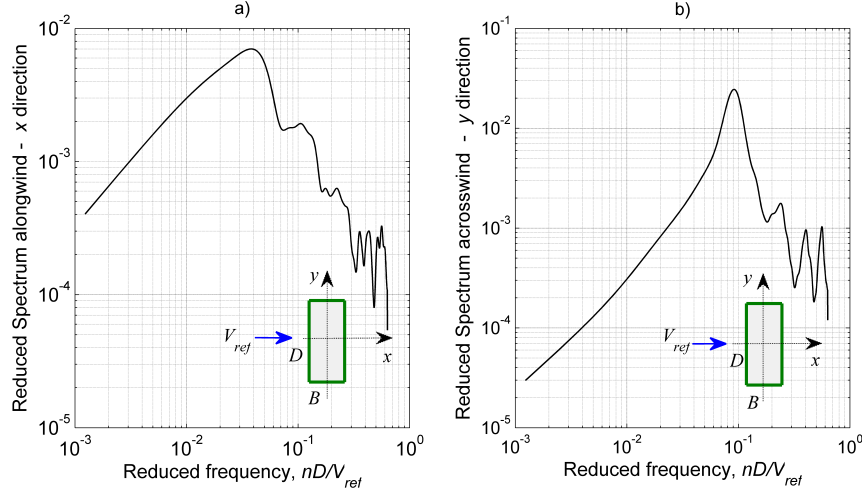 a)
Reduced Spectrum alongwind - x direction
10^-2
10^-3
10^-4
10^-5
10^-3
10^-2
10^-1
10^0
Reduced frequency, nD/V_ref
y
V_ref
D
x
B
b)
Reduced Spectrum acrosswind - y direction
10^-1
10^-2
10^-3
10^-4
10^-5
10^-3
10^-2
10^-1
10^0
Reduced frequency, nD/V_ref
y
V_ref
D
x
B